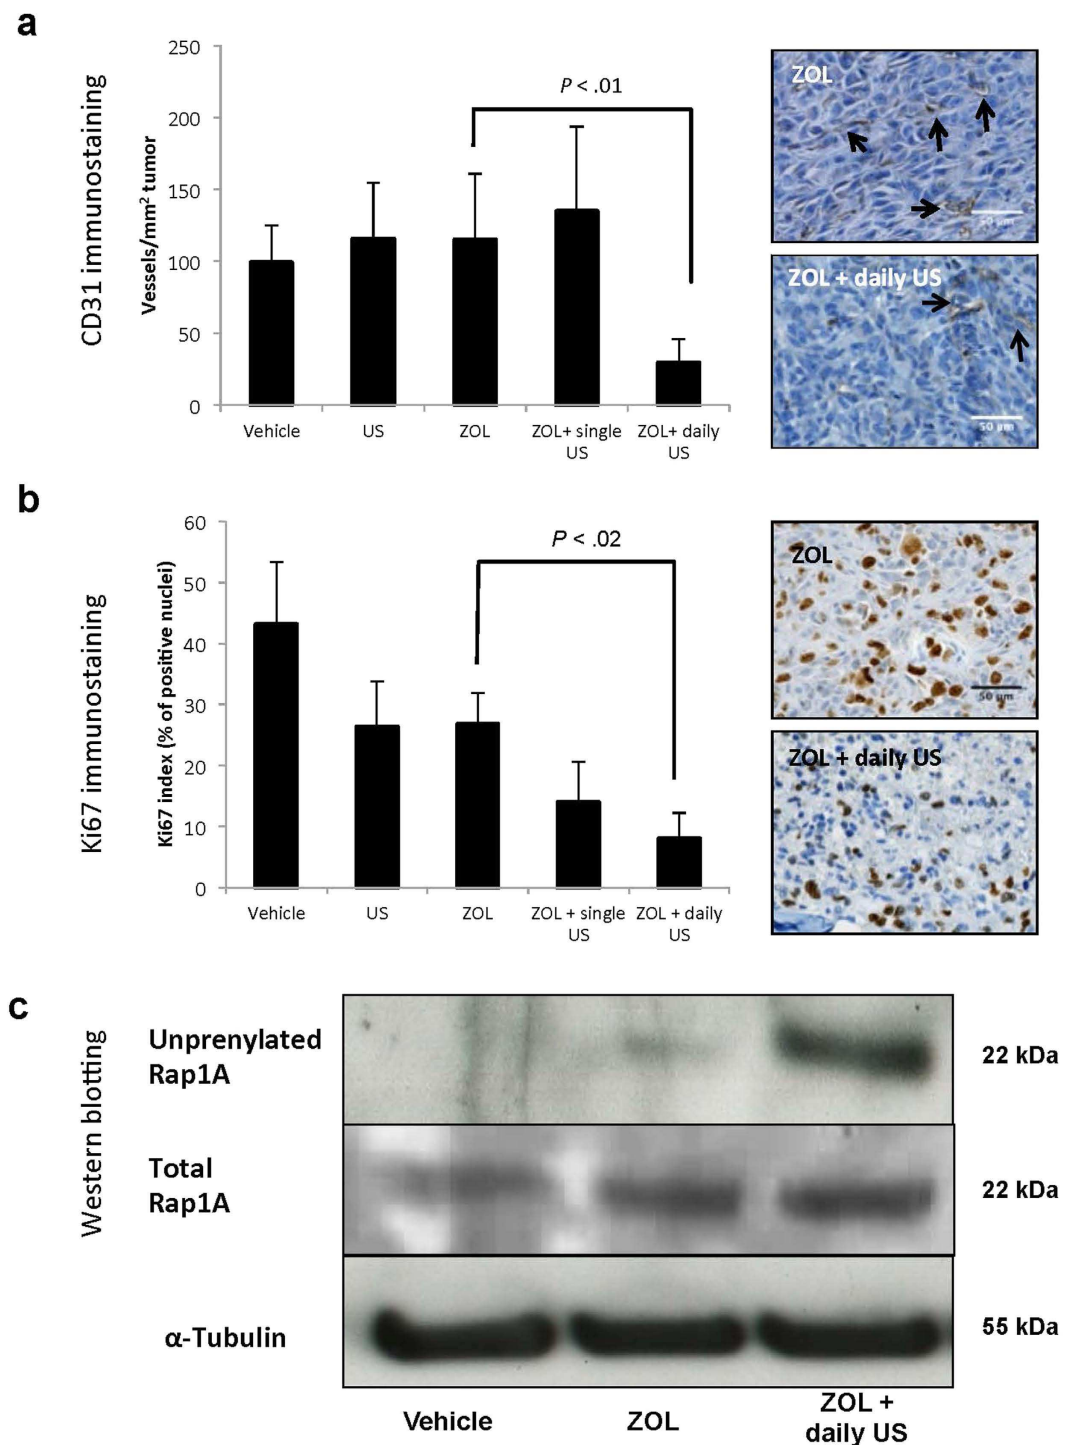 a
CD31 immunostaining
Vessels/mm² tumor
250
200
150
100
50
0
P < .01
Vehicle
US
ZOL
ZOL+ single
US
ZOL+ daily
US
ZOL
50 µm
ZOL + daily US
50 µm
b
Ki67 immunostaining
Ki67 index (% of positive nuclei)
60
50
40
30
20
10
0
P < .02
Vehicle
US
ZOL
ZOL + single
US
ZOL + daily
US
ZOL
50 µm
ZOL + daily US
c
Western blotting
Unprenylated
Rap1A
22 kDa
Total
Rap1A
22 kDa
α-Tubulin
55 kDa
Vehicle
ZOL
ZOL +
daily US